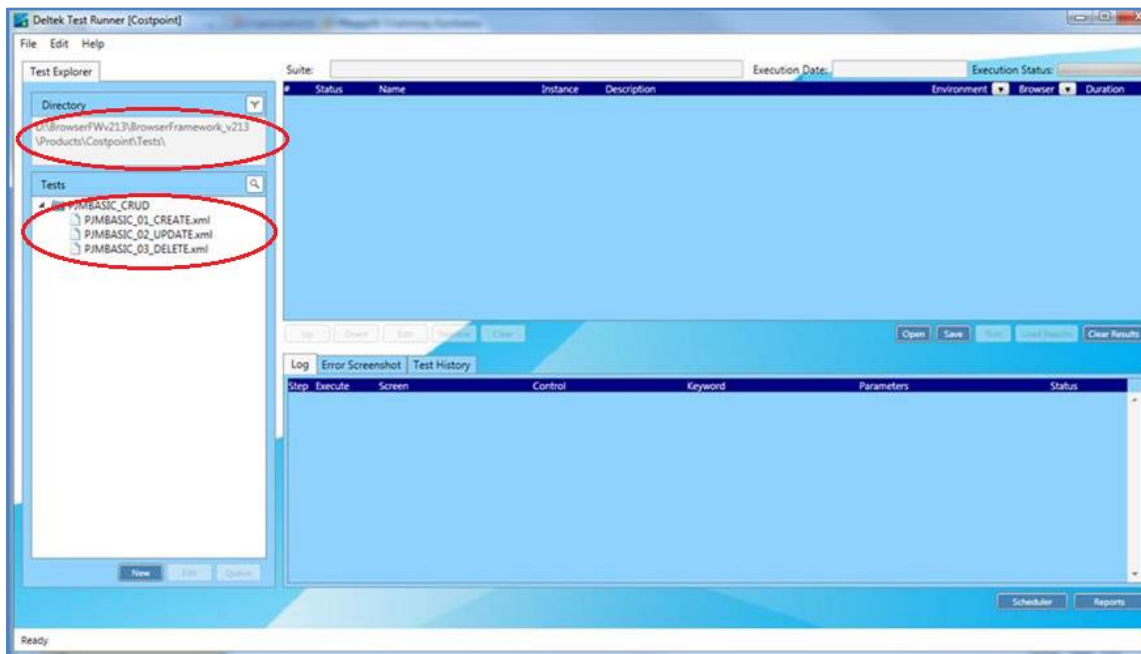 Deltek Test Runner [Costpoint]
File Edit Help
Test Explorer
Suite: Execution Date: Execution Status:
# Status Name Instance Description Environment Browser Duration
Directory
D:\BrowserFWv213\BrowserFramework_v213
\Products\Costpoint\Tests\
Tests
PJMBASIC_CRUD
PJMBASIC_01_CREATE.xml
PJMBASIC_02_UPDATE.xml
PJMBASIC_03_DELETE.xml
Up Down Edit Remove Clear Open Save Run Load Results Clear Results
Log Error Screenshot Test History
Step Execute Screen Control Keyword Parameters Status
New Edit Queue
Scheduler Reports
Ready